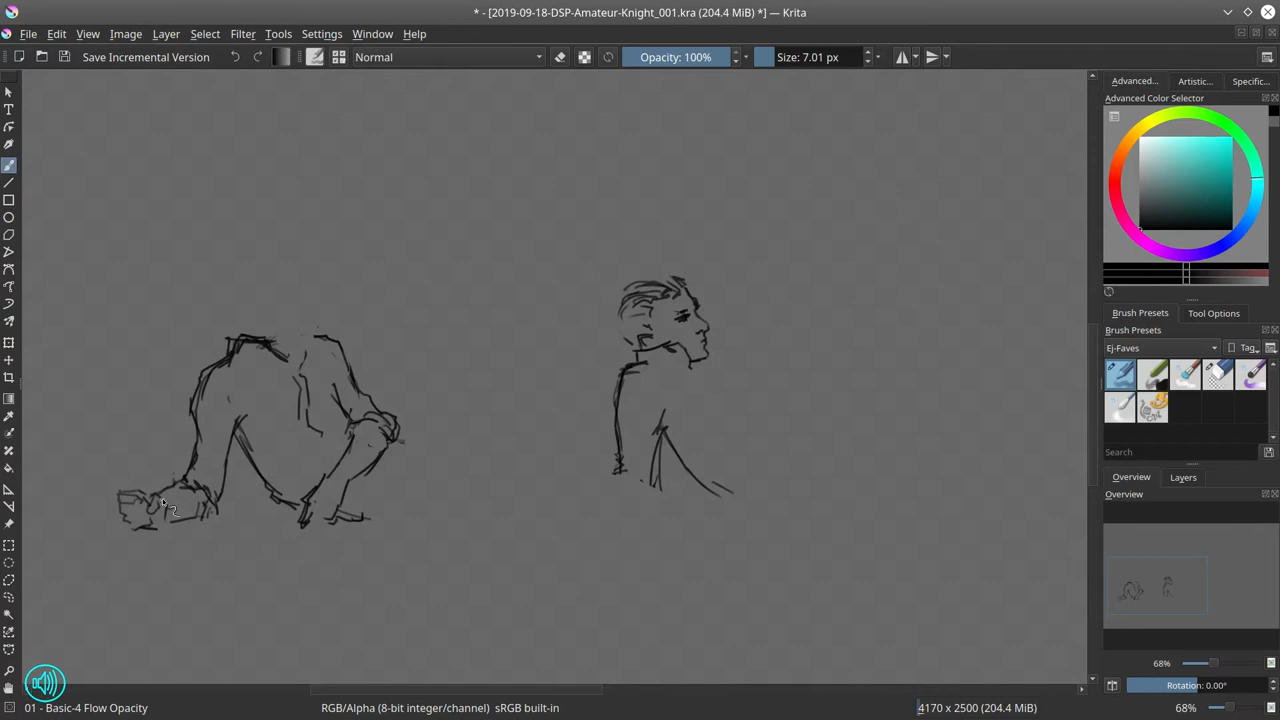 * - [2019-09-18-DSP-Amateur-Knight_001.kra (204.4 MiB) *] — Krita
File Edit View Image Layer Select Filter Tools Settings Window Help
Save Incremental Version Normal Opacity: 100% Size: 7.01 px
Advanced... Artistic... Specific...
Advanced Color Selector
Brush Presets Tool Options
Brush Presets
Ej-Faves Tag
Search
Overview Layers
Overview
68%
Rotation: 0.00°
01 - Basic-4 Flow Opacity RGB/Alpha (8-bit integer/channel) sRGB built-in 4170 x 2500 (204.4 MiB) 68%